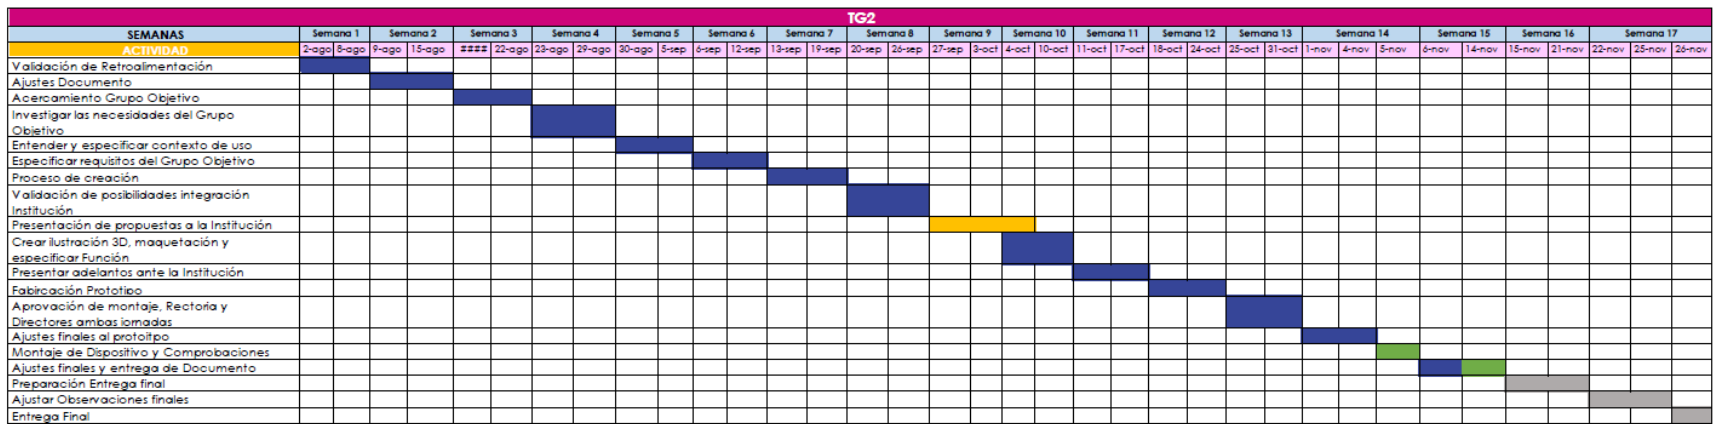 TG2
SEMANAS Semana 1 Semana 2 Semana 3 Semana 4 Semana 5 Semana 6 Semana 7 Semana 8 Semana 9 Semana 10 Semana 11 Semana 12 Semana 13 Semana 14 Semana 15 Semana 16 Semana 17
ACTIVIDAD 2-ago 8-ago 9-ago 15-ago #### 22-ago 23-ago 29-ago 30-ago 5-sep 6-sep 12-sep 13-sep 19-sep 20-sep 26-sep 27-sep 3-oct 4-oct 10-oct 11-oct 17-oct 18-oct 24-oct 25-oct 31-oct 1-nov 4-nov 5-nov 6-nov 14-nov 15-nov 21-nov 22-nov 25-nov 26-nov
Validación de Retroalimentación
Ajustes Documento
Acercamiento Grupo Objetivo
Investigar las necesidades del Grupo
Objetivo
Entender y especificar contexto de uso
Especificar requisitos del Grupo Objetivo
Proceso de creación
Validación de posibilidades integración
Institución
Presentación de propuestas a la Institución
Crear ilustración 3D, maquetación y
especificar Función
Presentar adelantos ante la Institución
Fabircación Prototipo
Aprovación de montaje, Rectoria y
Directores ambas jornadas
Ajustes finales al protoitpo
Montaje de Dispositivo y Comprobaciones
Ajustes finales y entrega de Documento
Preparación Entrega final
Ajustar Observaciones finales
Entrega Final